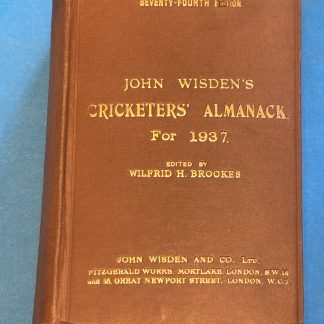 SEVENTY-FOURTH EDITION.
JOHN WISDEN'S
CRICKETERS' ALMANACK
For 1937.
EDITED BY
WILFRID H. BROOKES
JOHN WISDEN AND CO. LTD.
FITZGERALD WORKS, MORTLAKE, LONDON, S.W.14
and 15, GREAT NEWPORT STREET, LONDON, W.C.2